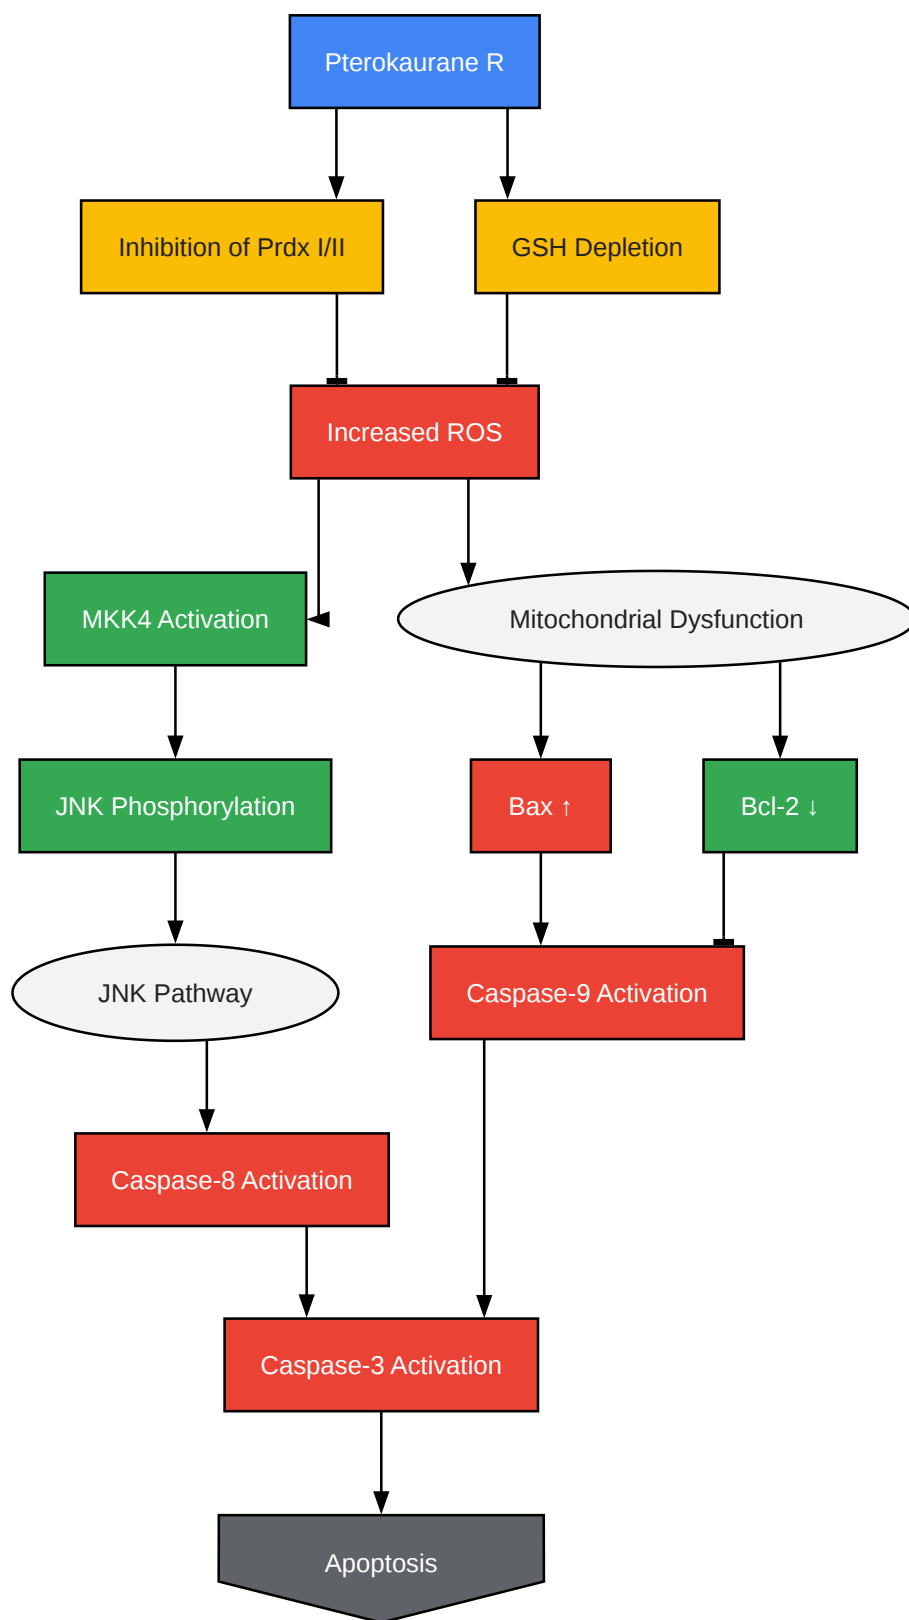 Pterokaurane R
Inhibition of Prdx I/II
GSH Depletion
Increased ROS
MKK4 Activation
Mitochondrial Dysfunction
JNK Phosphorylation
Bax ↑
Bcl-2 ↓
JNK Pathway
Caspase-9 Activation
Caspase-8 Activation
Caspase-3 Activation
Apoptosis